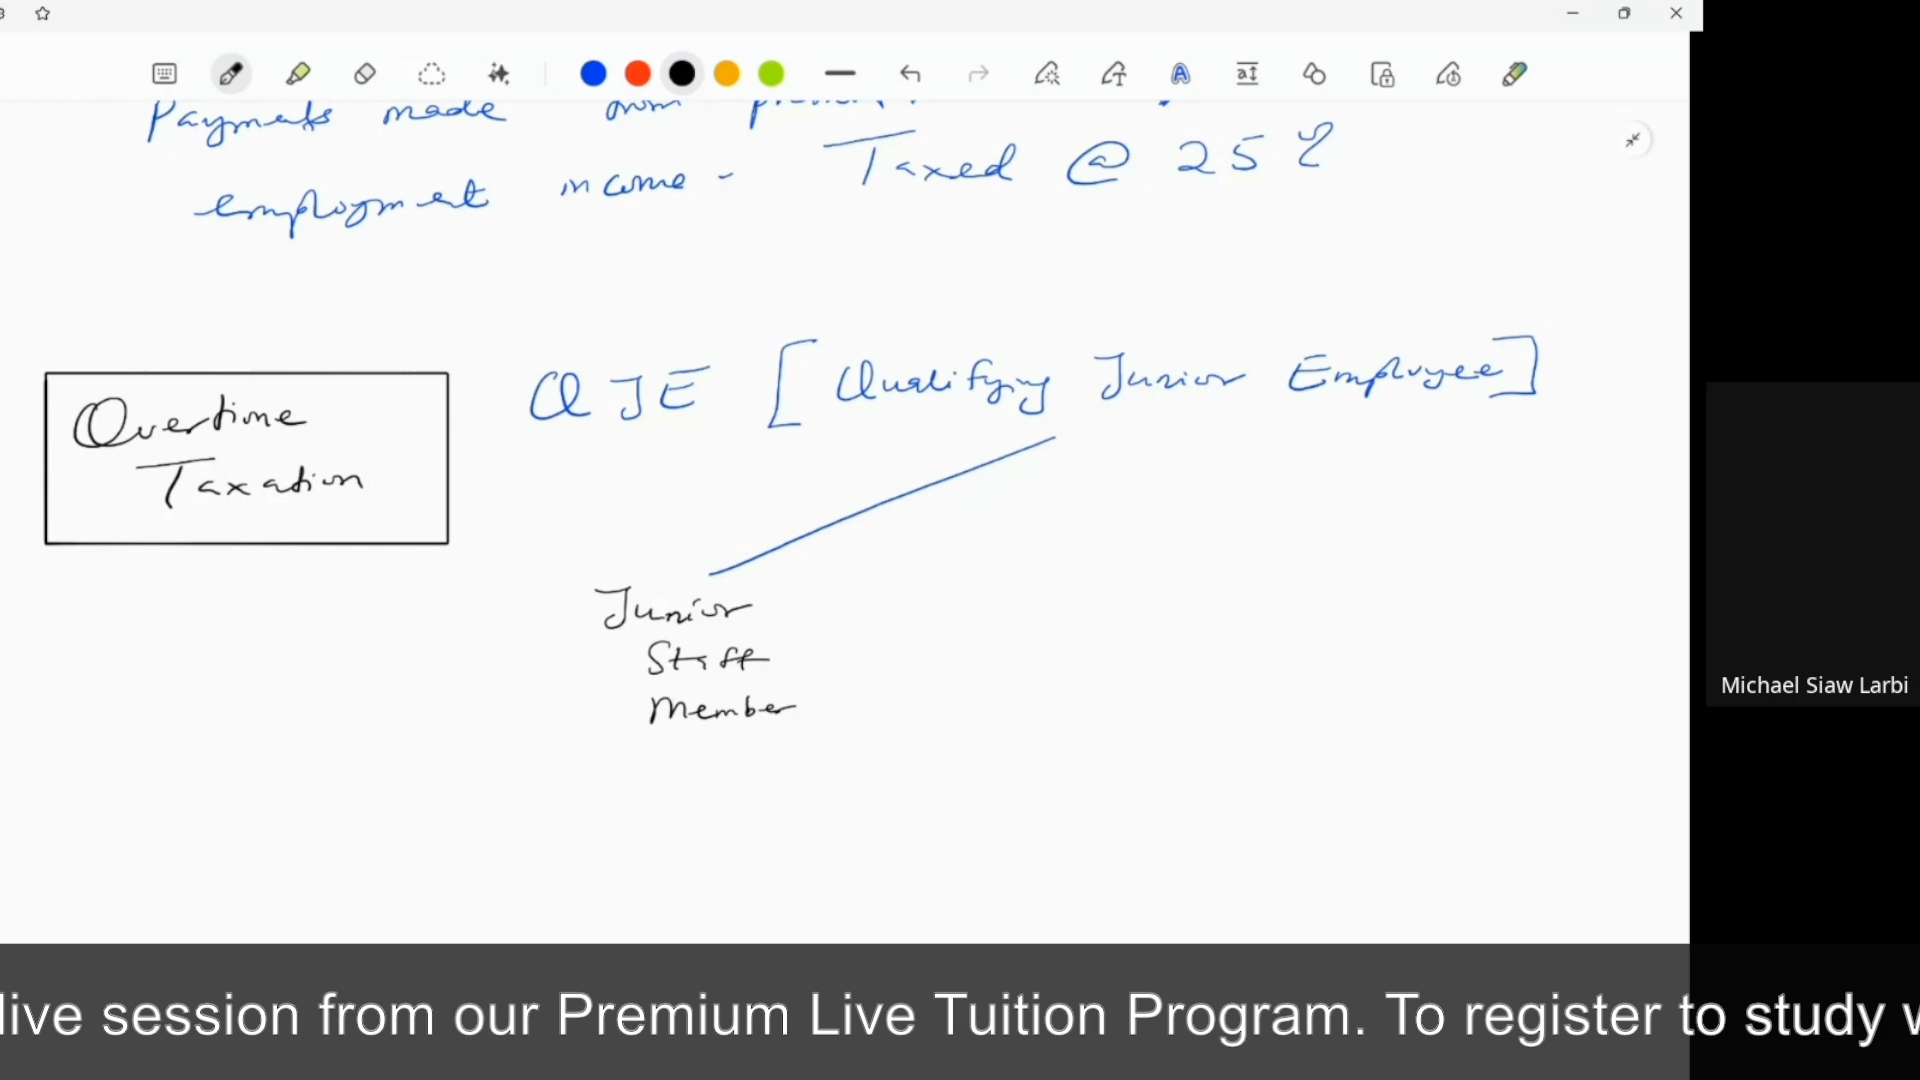 Payments made from
employment income - Taxed @ 25%
Overtime
Taxation
QJE [Qualifying Junior Employee]
Junior
Staff
Member
Michael Siaw Larbi
live session from our Premium Live Tuition Program. To register to study